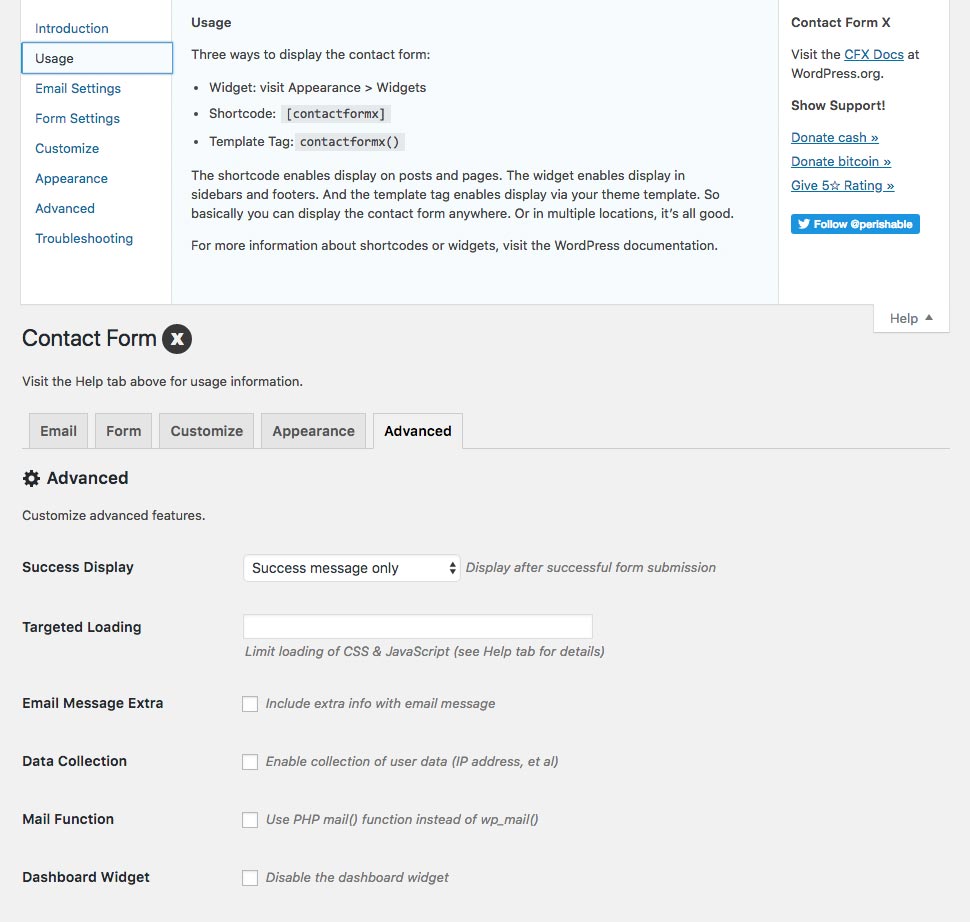 Introduction
Usage
Email Settings
Form Settings
Customize
Appearance
Advanced
Troubleshooting
Usage
Three ways to display the contact form:
• Widget: visit Appearance > Widgets
• Shortcode: [contactformx]
• Template Tag: contactformx()
The shortcode enables display on posts and pages. The widget enables display in
sidebars and footers. And the template tag enables display via your theme template. So
basically you can display the contact form anywhere. Or in multiple locations, it’s all good.
For more information about shortcodes or widgets, visit the WordPress documentation.
Contact Form X
Visit the CFX Docs at
WordPress.org.
Show Support!
Donate cash »
Donate bitcoin »
Give 5☆ Rating »
Follow @perishable
Help
Contact Form X
Visit the Help tab above for usage information.
Email
Form
Customize
Appearance
Advanced
Advanced
Customize advanced features.
Success Display
Success message only
Display after successful form submission
Targeted Loading
Limit loading of CSS & JavaScript (see Help tab for details)
Email Message Extra
Include extra info with email message
Data Collection
Enable collection of user data (IP address, et al)
Mail Function
Use PHP mail() function instead of wp_mail()
Dashboard Widget
Disable the dashboard widget